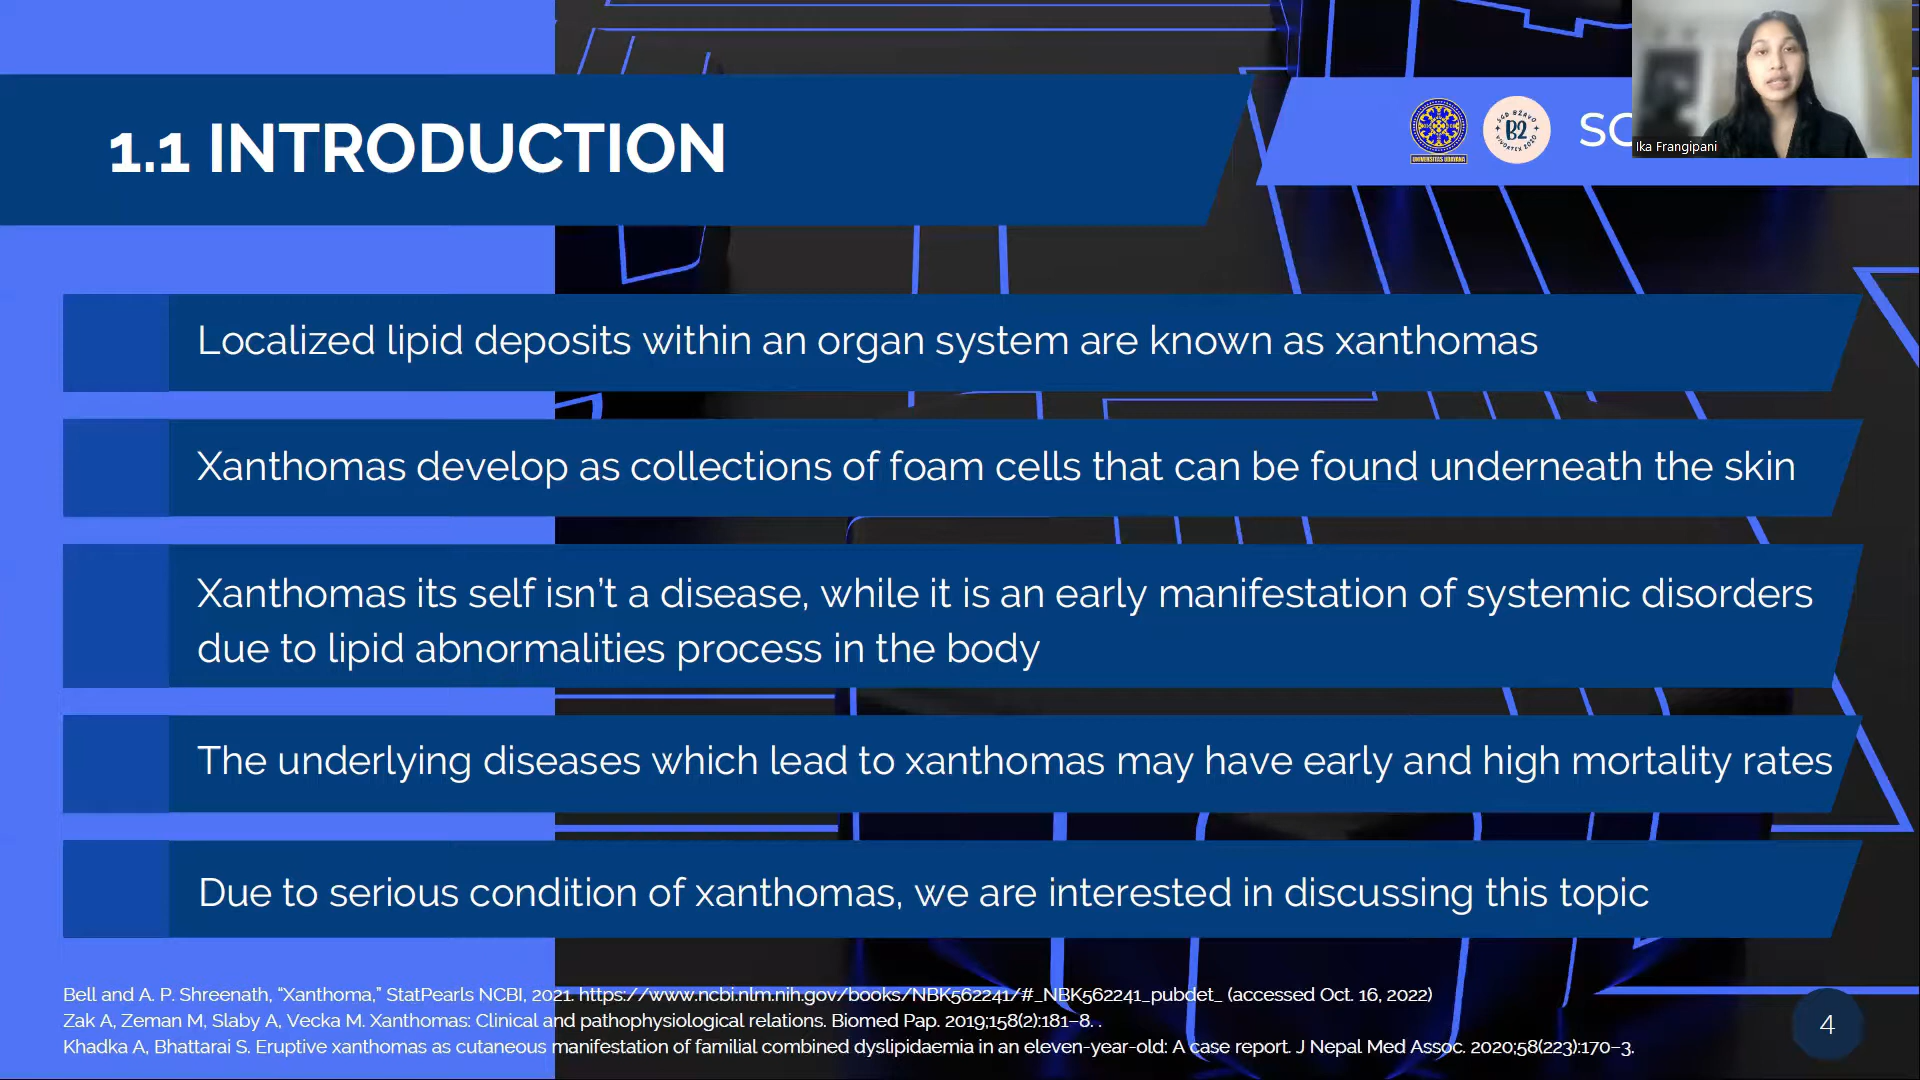 1.1 INTRODUCTION
UNIVERSITAS UDAYANA
B2
Ika Frangipani
Localized lipid deposits within an organ system are known as xanthomas
Xanthomas develop as collections of foam cells that can be found underneath the skin
Xanthomas its self isn't a disease, while it is an early manifestation of systemic disorders
due to lipid abnormalities process in the body
The underlying diseases which lead to xanthomas may have early and high mortality rates
Due to serious condition of xanthomas, we are interested in discussing this topic
Bell and A. P. Shreenath, “Xanthoma,” StatPearls NCBI, 2021. https://www.ncbi.nlm.nih.gov/books/NBK562241/#_NBK562241_pubdet_ (accessed Oct. 16, 2022)
Zak A, Zeman M, Slaby A, Vecka M. Xanthomas: Clinical and pathophysiological relations. Biomed Pap. 2019;158(2):181–8. .
Khadka A, Bhattarai S. Eruptive xanthomas as cutaneous manifestation of familial combined dyslipidaemia in an eleven-year-old: A case report. J Nepal Med Assoc. 2020;58(223):170–3.
4